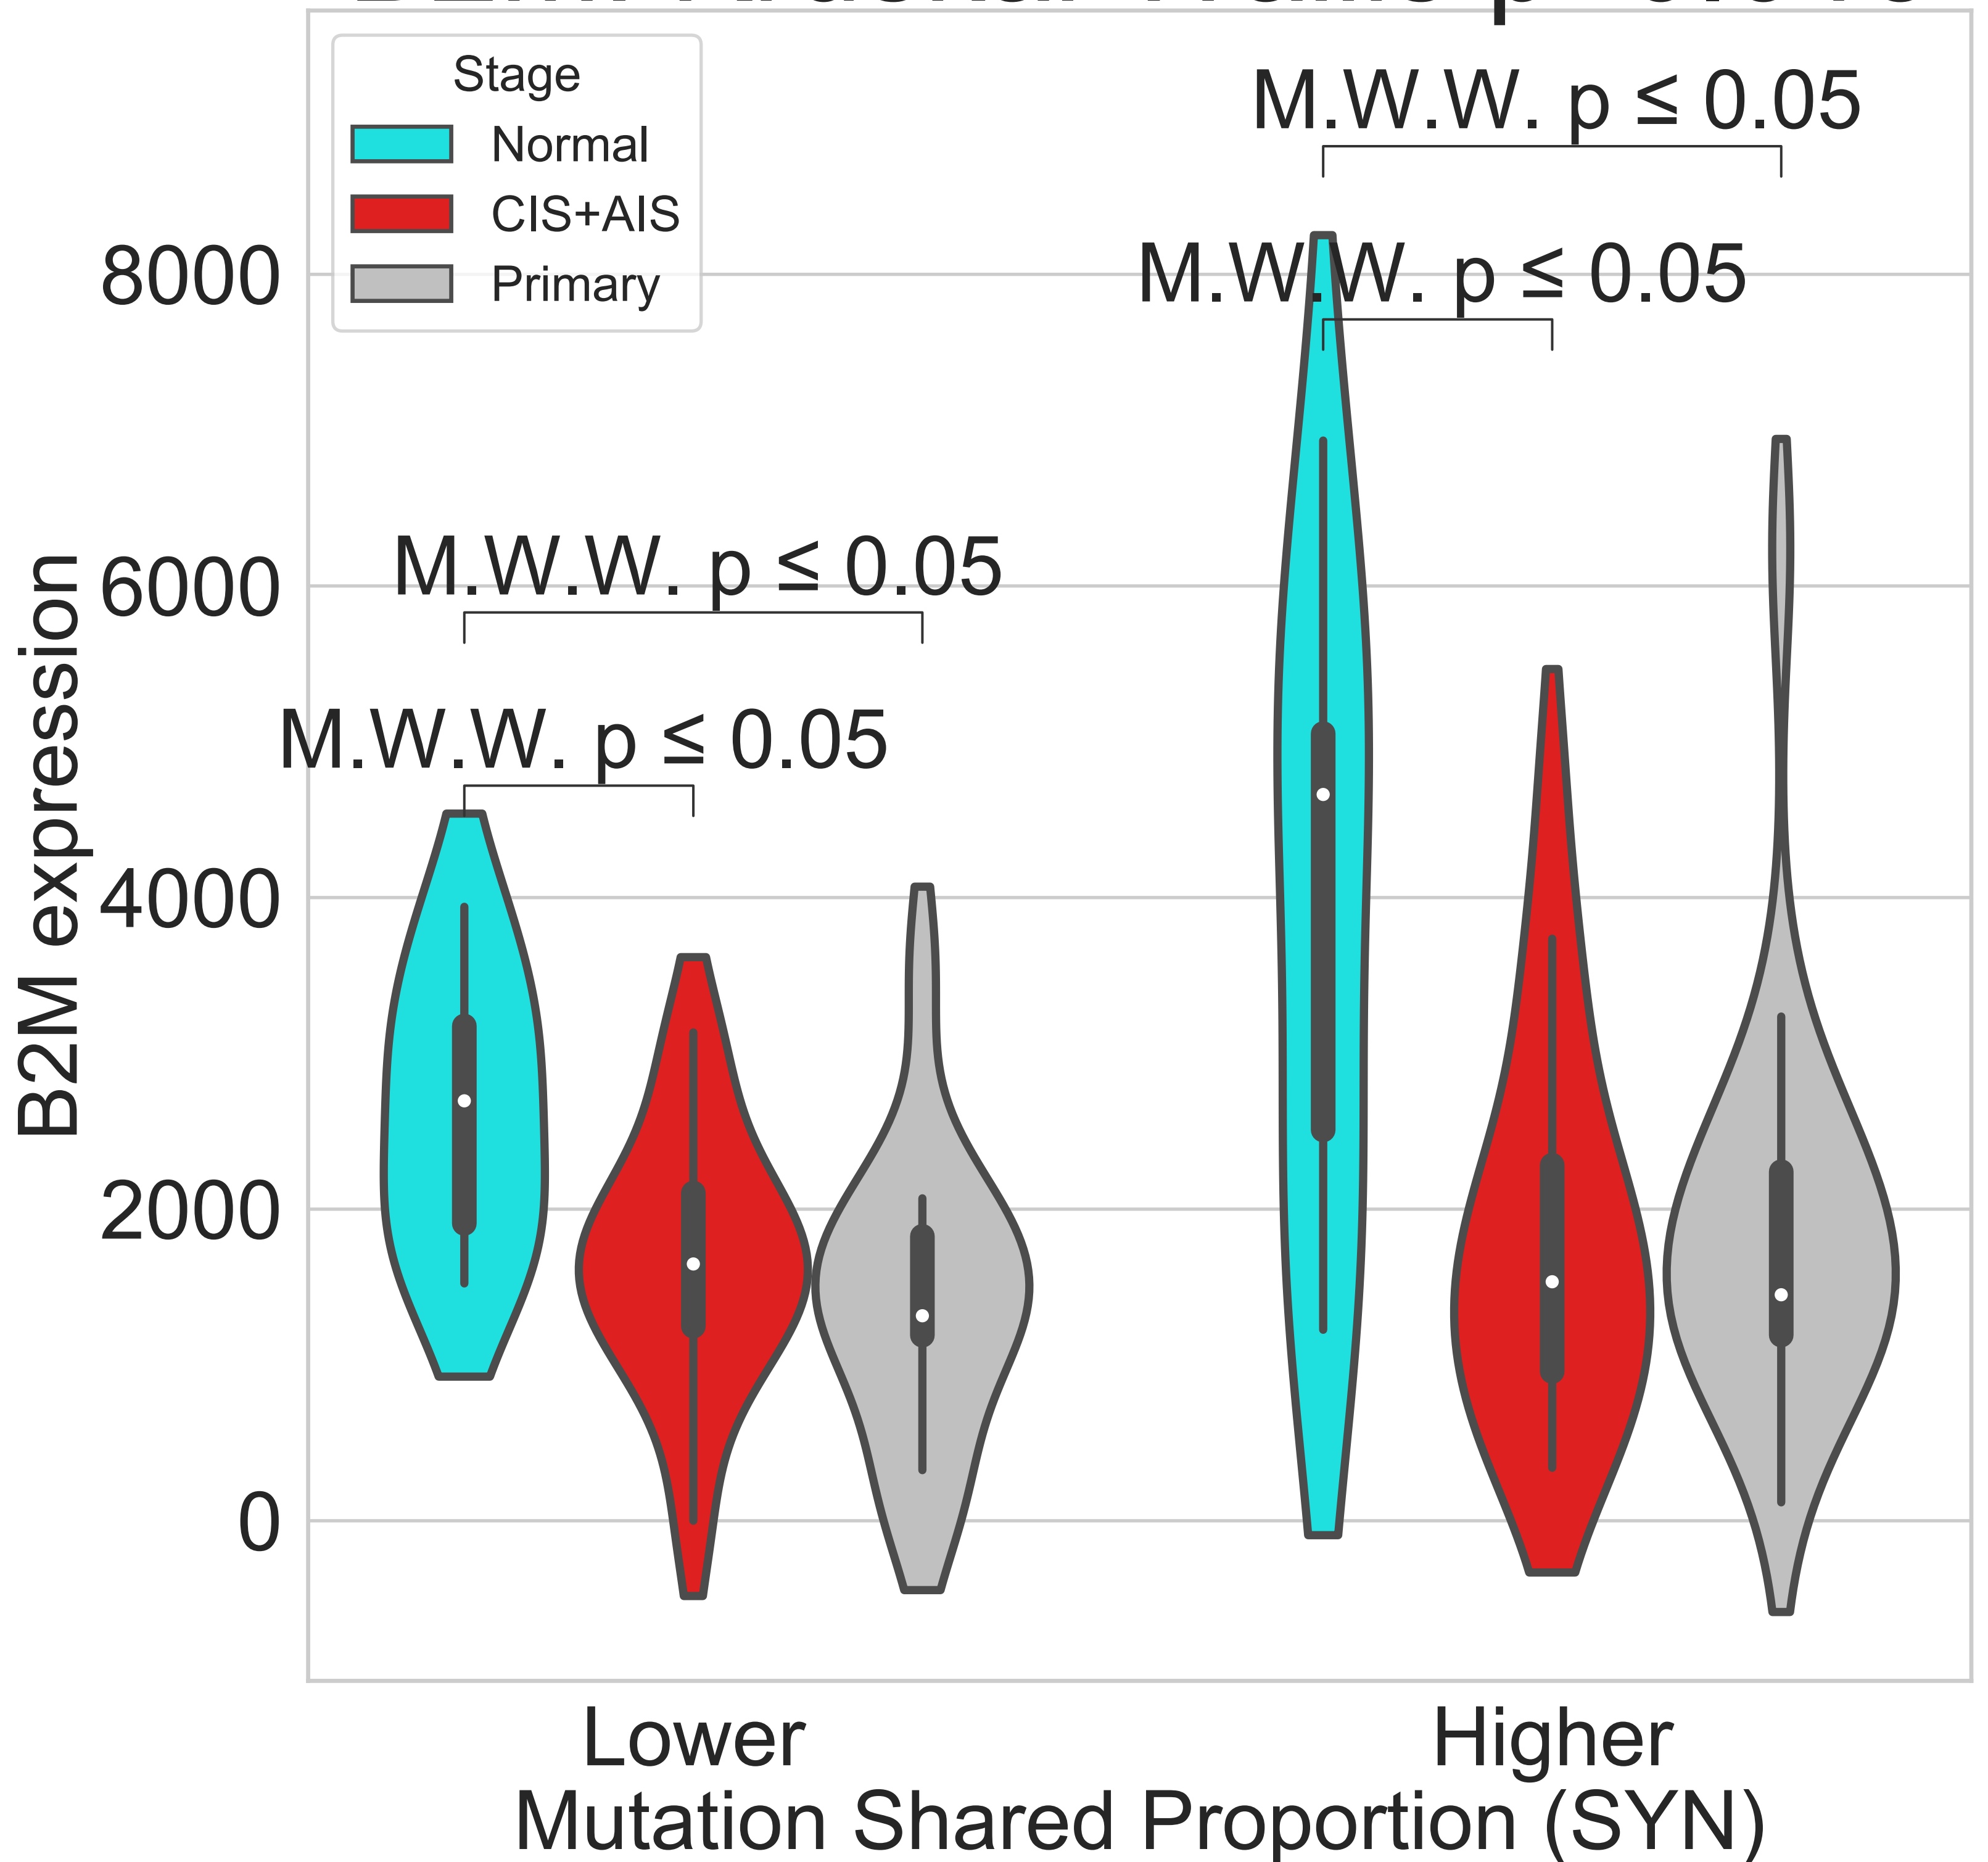 Stage
Normal
CIS+AIS
Primary
M.W.W. p ≤ 0.05
M.W.W. p ≤ 0.05
M.W.W. p ≤ 0.05
M.W.W. p ≤ 0.05
8000
6000
4000
2000
0
B2M expression
Lower
Higher
Mutation Shared Proportion (SYN)